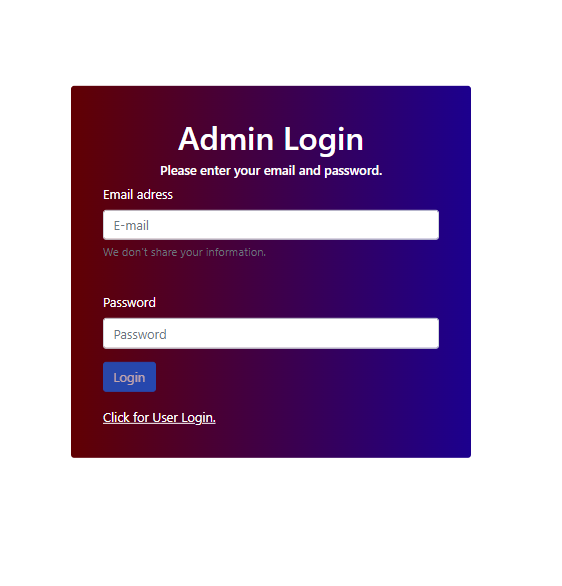 Admin Login
Please enter your email and password.
Email adress
E-mail
We don't share your information.
Password
Password
Login
Click for User Login.